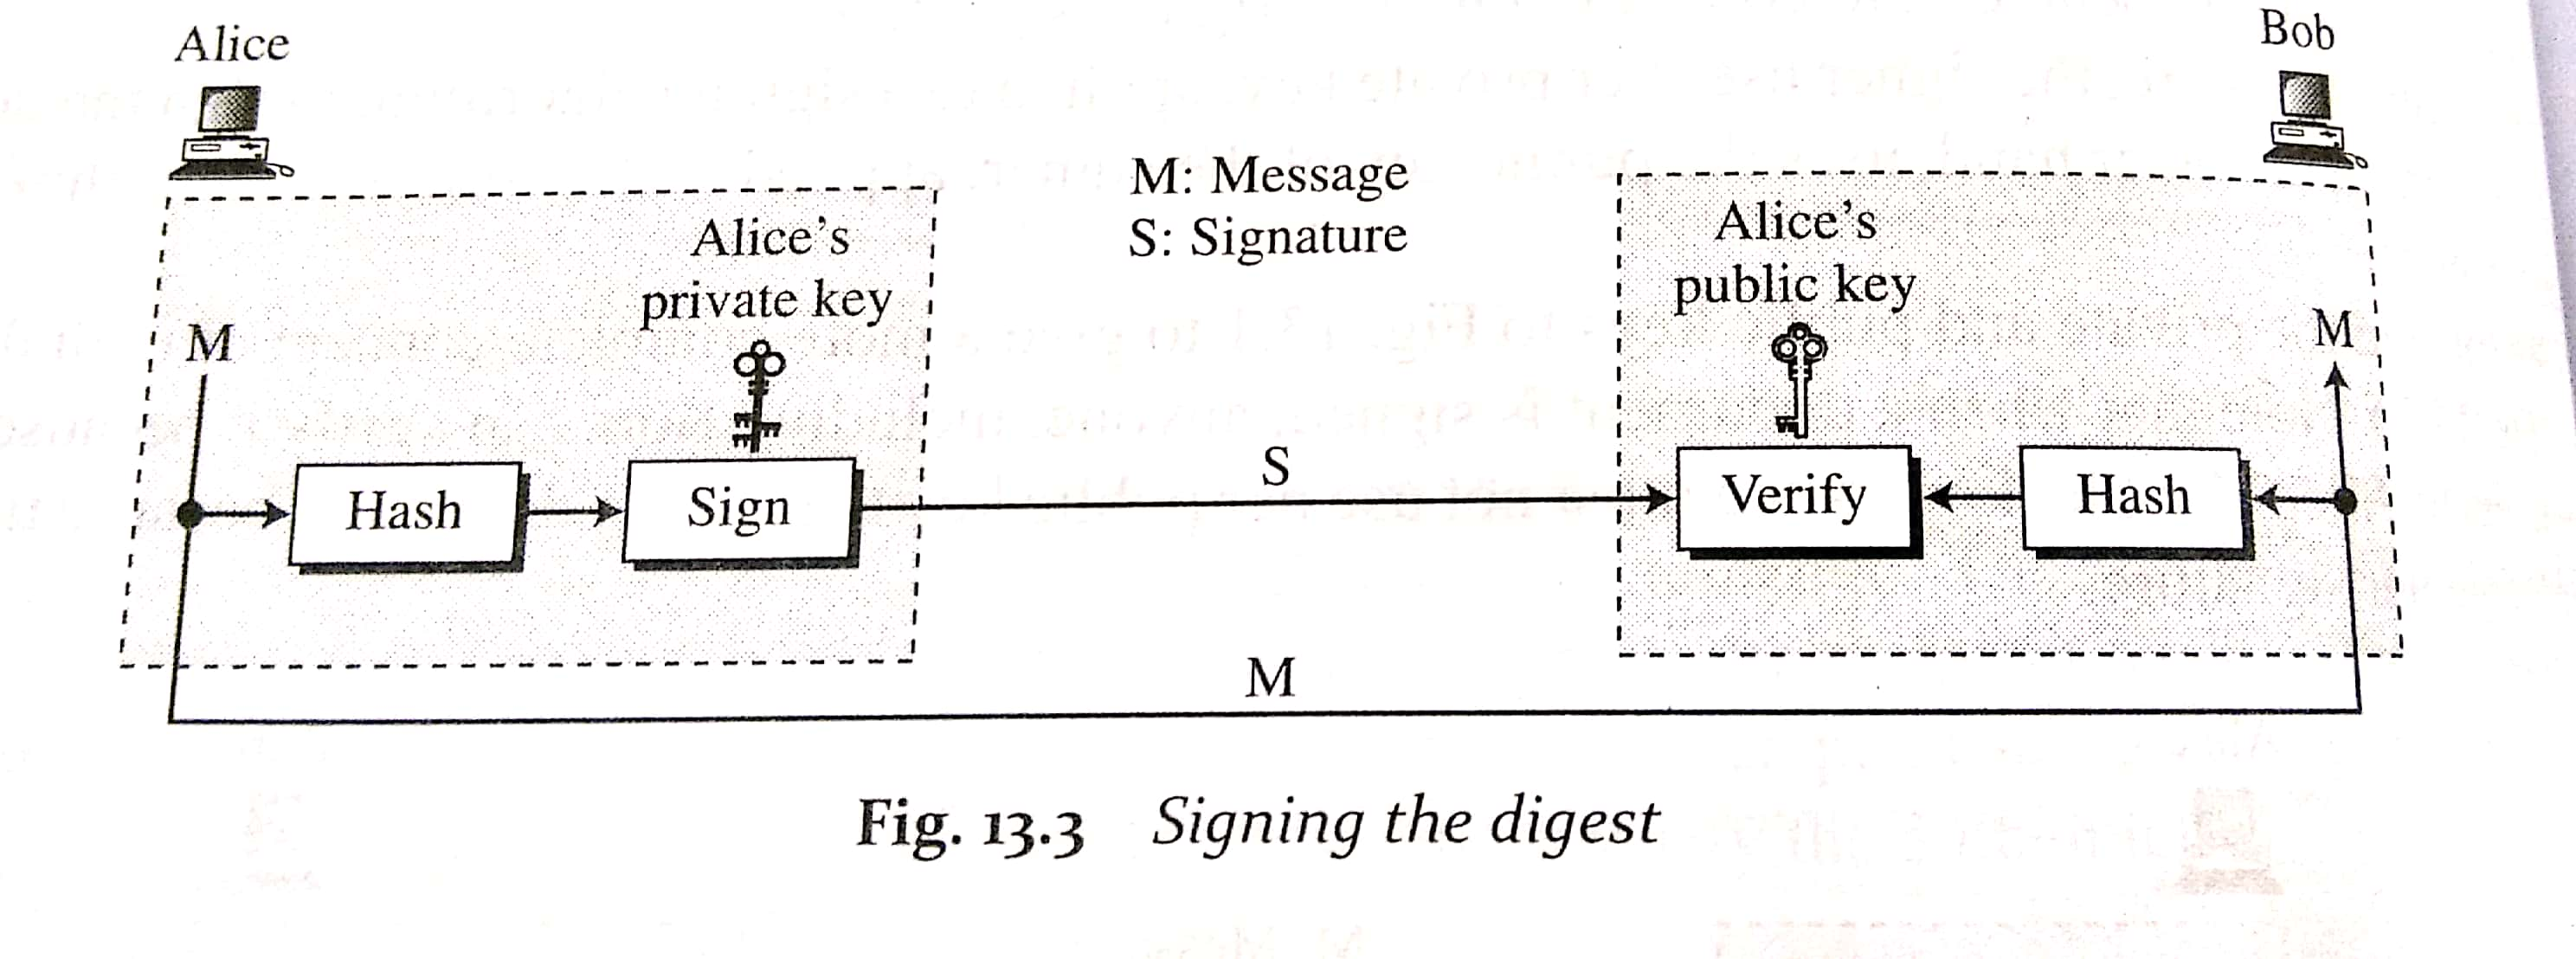 Alice
Bob
M: Message
S: Signature
Alice's
private key
Alice's
public key
M
M
Hash
Sign
S
Verify
Hash
M
Fig. 13.3 Signing the digest